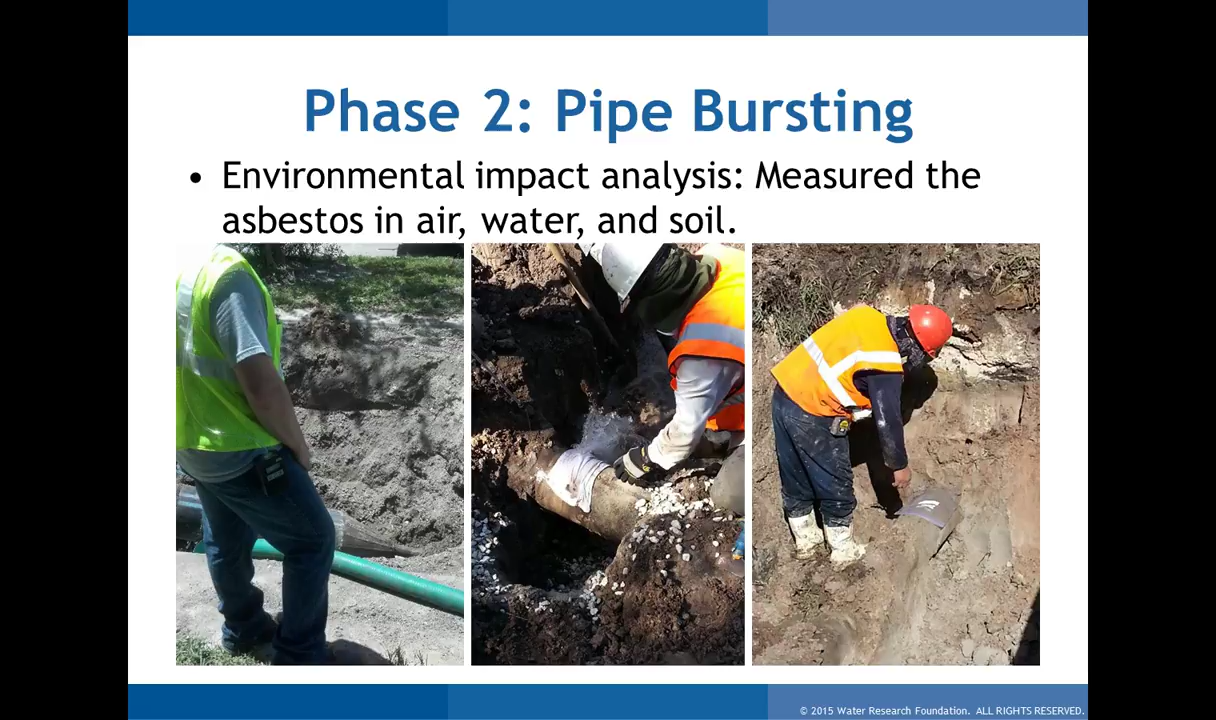 Phase 2: Pipe Bursting
• Environmental impact analysis: Measured the
asbestos in air, water, and soil.
© 2015 Water Research Foundation. ALL RIGHTS RESERVED.